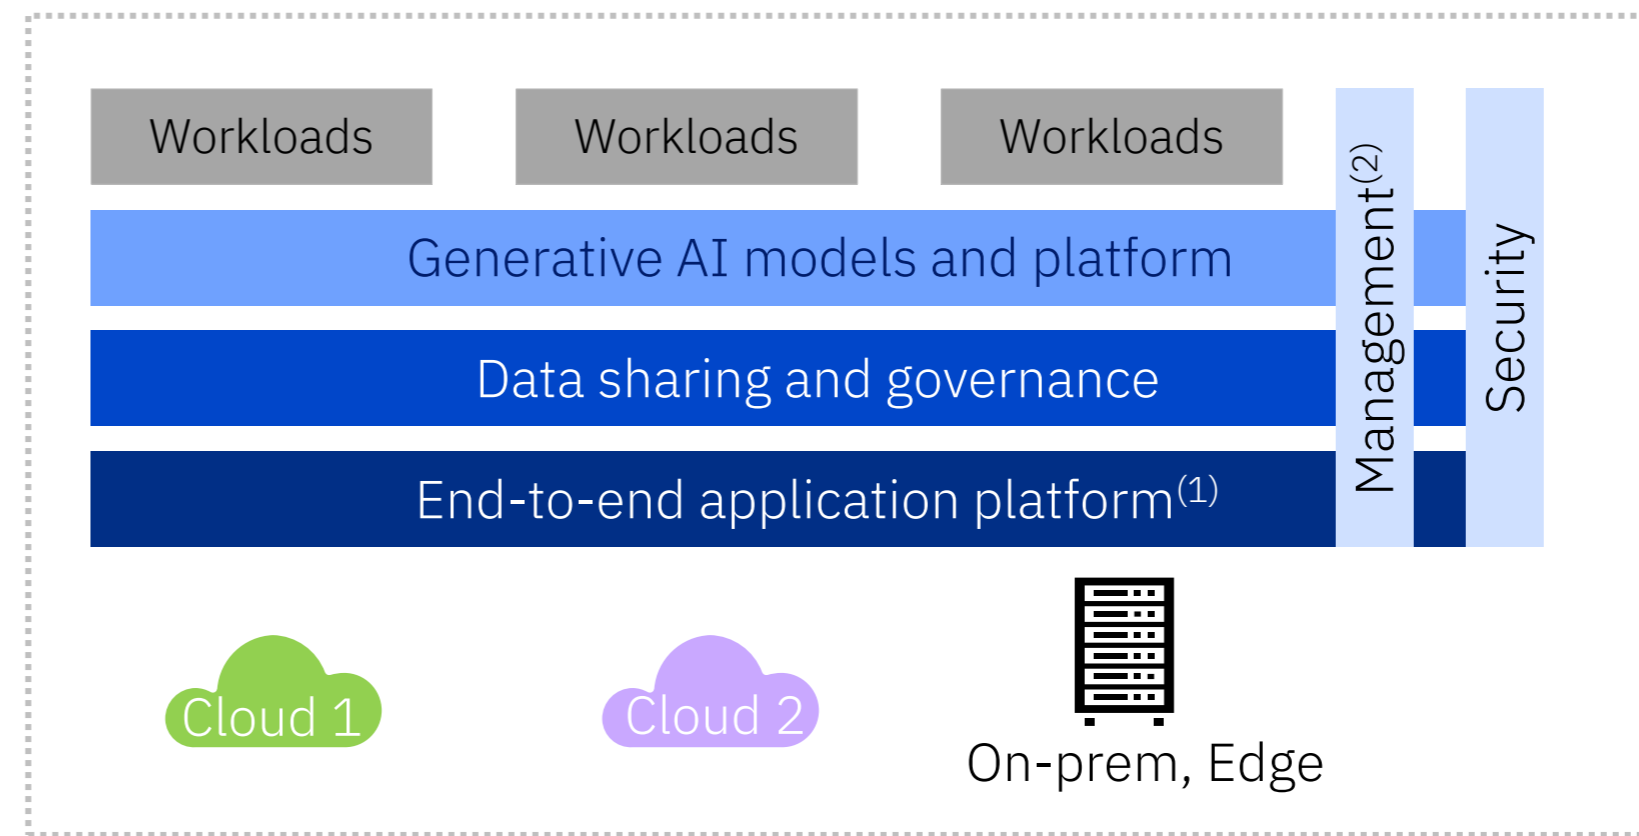 Workloads
Workloads
Workloads
Generative AI models and platform
Data sharing and governance
End-to-end application platform(1)
Management(2)
Security
Cloud 1
Cloud 2
On-prem, Edge